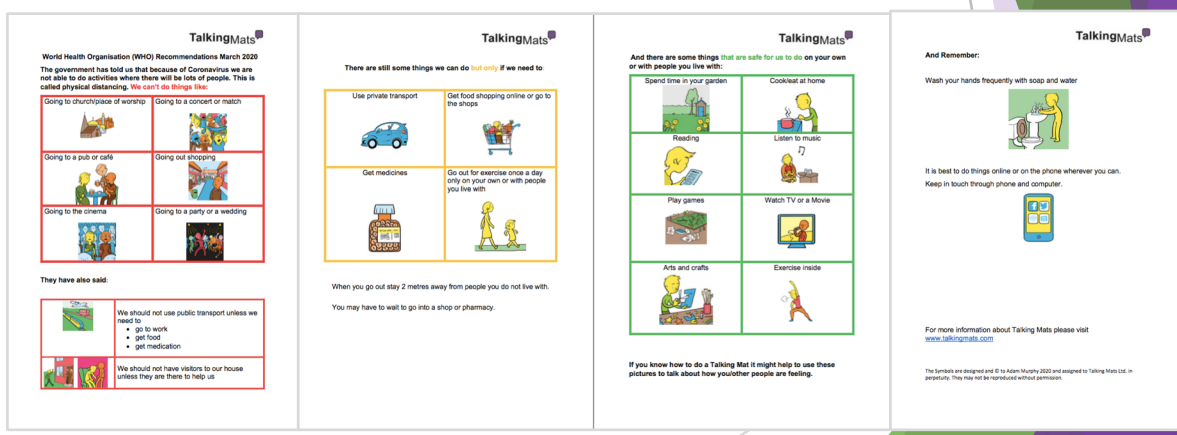 TalkingMats
World Health Organisation (WHO) Recommendations March 2020
The government has told us that because of Coronavirus we are
not able to do activities where there will be lots of people. This is
called physical distancing. We can't do things like:
Going to church/place of worship
Going to a concert or match
Going to a pub or café
Going out shopping
Going to the cinema
Going to a party or a wedding
They have also said:
We should not use public transport unless we
need to
• go to work
• get food
• get medication
We should not have visitors to our house
unless they are there to help us
TalkingMats
There are still some things we can do but only if we need to:
Use private transport
Get food shopping online or go to
the shops
Get medicines
Go out for exercise once a day
only on your own or with people
you live with
When you go out stay 2 metres away from people you do not live with.
You may have to wait to go into a shop or pharmacy.
TalkingMats
And there are some things that are safe for us to do on your own
or with people you live with:
Spend time in your garden
Cook/eat at home
Reading
Listen to music
Play games
Watch TV or a Movie
Arts and crafts
Exercise inside
If you know how to do a Talking Mat it might help to use these
pictures to talk about how you/other people are feeling.
TalkingMats
And Remember:
Wash your hands frequently with soap and water
It is best to do things online or on the phone wherever you can.
Keep in touch through phone and computer.
For more information about Talking Mats please visit
www.talkingmats.com
The Symbols are designed and © to Adam Murphy 2020 and assigned to Talking Mats Ltd. in
perpetuity. They may not be reproduced without permission.